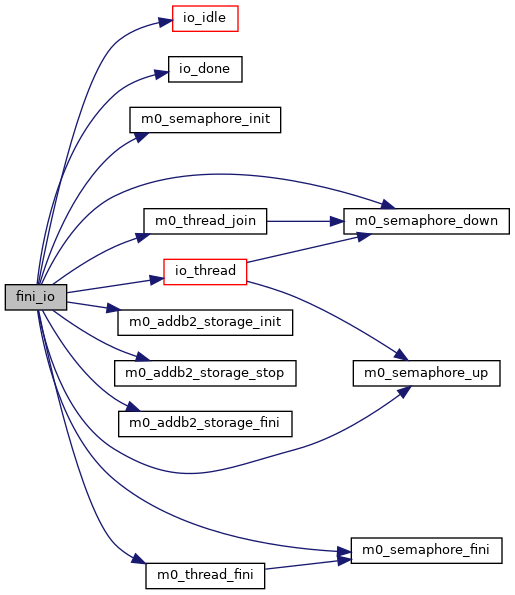 io_idle
io_done
m0_semaphore_init
m0_thread_join
m0_semaphore_down
io_thread
fini_io
m0_addb2_storage_init
m0_addb2_storage_stop
m0_semaphore_up
m0_addb2_storage_fini
m0_semaphore_fini
m0_thread_fini